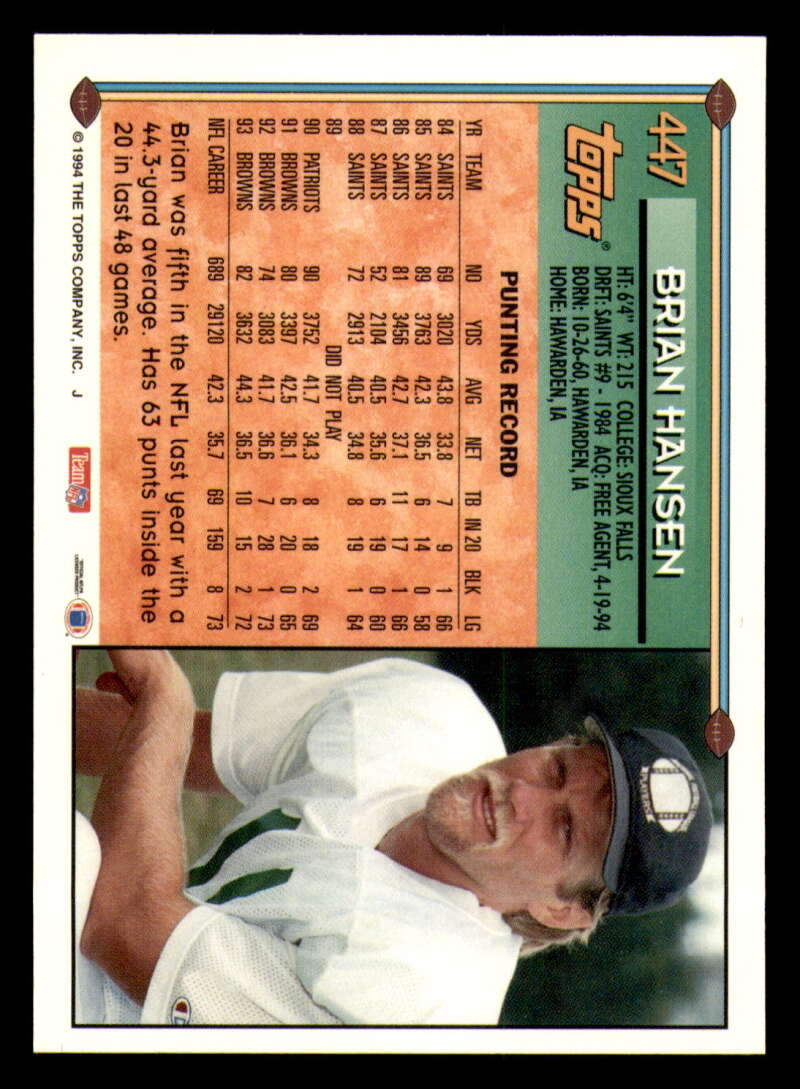 447
BRIAN HANSEN
TOPPS®
HT: 6'4" WT: 215 COLLEGE: SIOUX FALLS
DRFT: SAINTS #9 - 1984 ACQ: FREE AGENT, 4-19-94
BORN: 10-26-60, HAWARDEN, IA
HOME: HAWARDEN, IA
PUNTING RECORD
YR TEAM NO YDS AVG NET TB IN 20 BLK LG
84 SAINTS 69 3020 43.8 33.8 7 9 1 66
85 SAINTS 89 3763 42.3 36.5 6 14 0 58
86 SAINTS 81 3456 42.7 37.1 11 17 1 66
87 SAINTS 52 2104 40.5 35.6 6 19 0 60
88 SAINTS 72 2913 40.5 34.8 8 19 1 64
89 DID NOT PLAY
90 PATRIOTS 90 3752 41.7 34.3 8 18 2 69
91 BROWNS 80 3397 42.5 36.1 6 20 0 65
92 BROWNS 74 3083 41.7 36.6 7 28 1 73
93 BROWNS 82 3632 44.3 36.5 10 15 2 72
NFL CAREER 689 29120 42.3 35.7 69 159 8 73
Brian was fifth in the NFL last year with a
44.3-yard average. Has 63 punts inside the
20 in last 48 games.
© 1994 THE TOPPS COMPANY, INC. J
Team NFL
PLAYERS